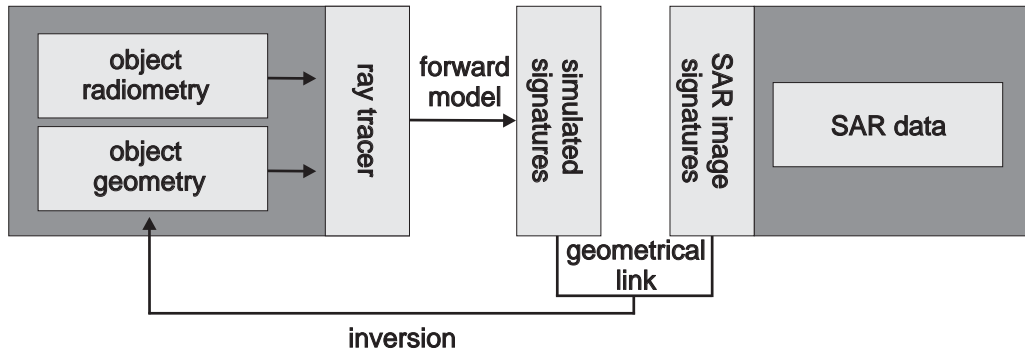 object
radiometry
object
geometry
ray tracer
forward
model
simulated
signatures
SAR image
signatures
SAR data
geometrical
link
inversion